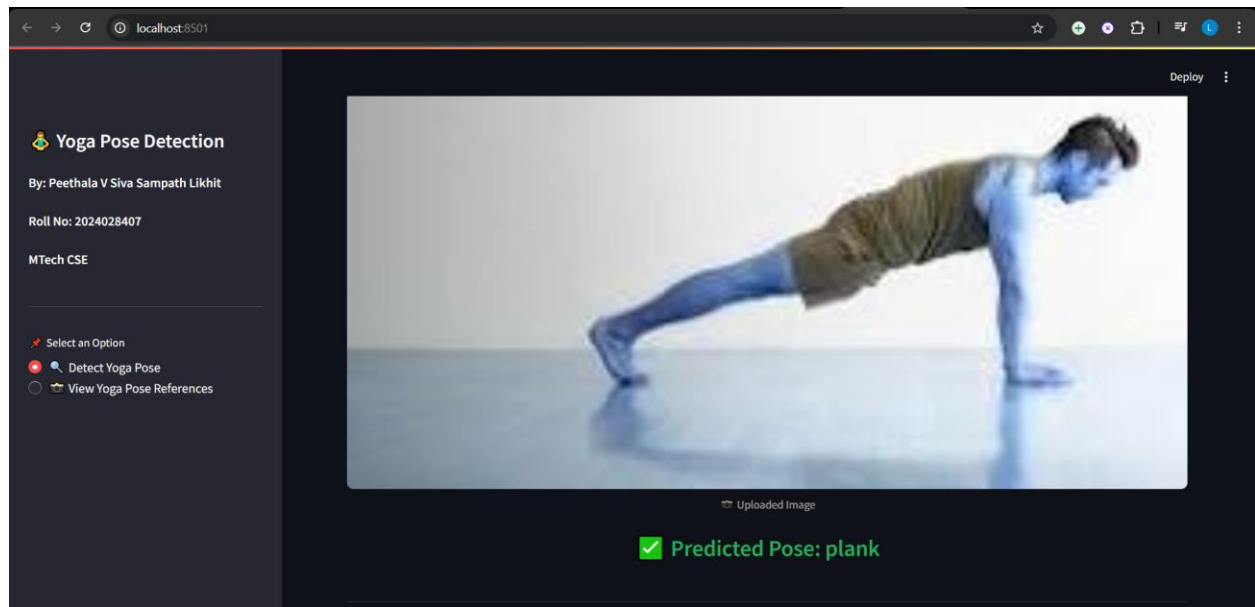 localhost:8501
Deploy
Yoga Pose Detection
By: Peethala V Siva Sampath Likhit
Roll No: 2024028407
MTech CSE
Select an Option
Detect Yoga Pose
View Yoga Pose References
Uploaded Image
Predicted Pose: plank
L